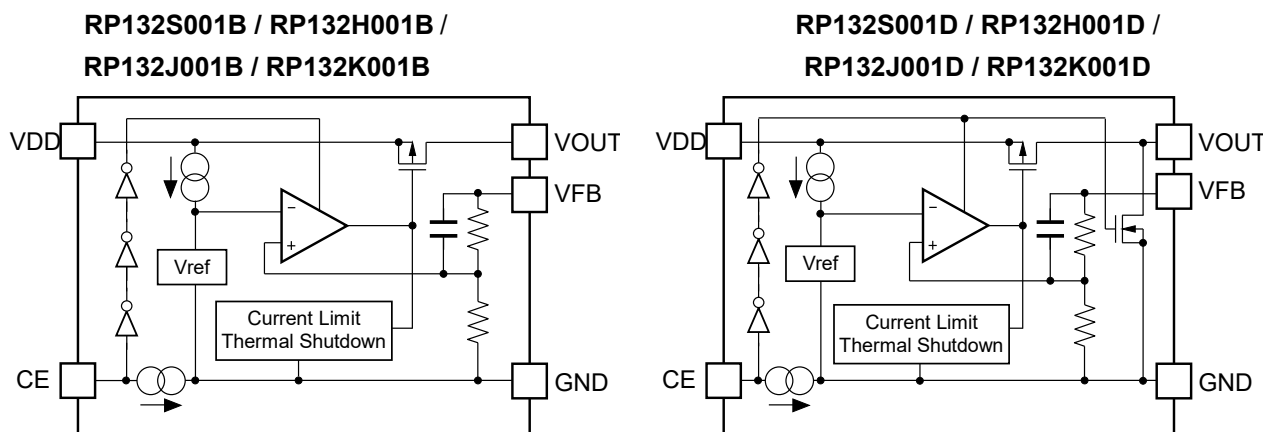 RP132S001B / RP132H001B /
RP132J001B / RP132K001B
VDD
VOUT
VFB
−
+
Vref
Current Limit
Thermal Shutdown
CE
GND
RP132S001D / RP132H001D /
RP132J001D / RP132K001D
VDD
VOUT
VFB
−
+
Vref
Current Limit
Thermal Shutdown
CE
GND